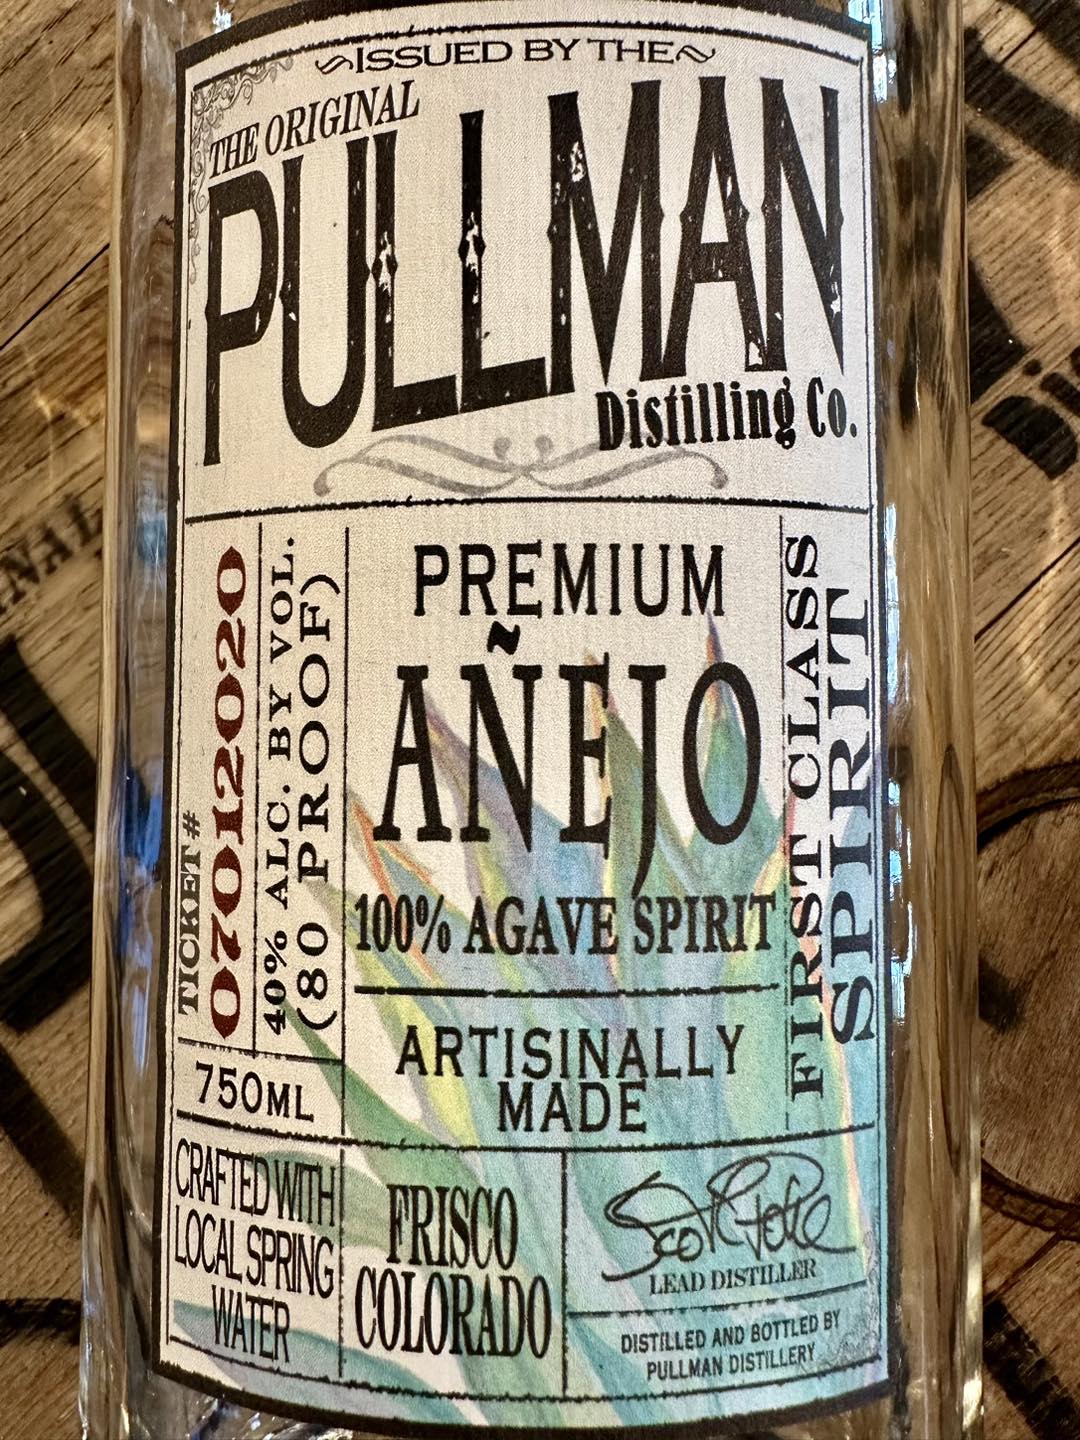 ISSUED BY THE
THE ORIGINAL
PULLMAN
Distilling Co.
TICKET# 07012020
40% ALC. BY VOL.
(80 PROOF)
750ML
PREMIUM
AÑEJO
100% AGAVE SPIRIT
ARTISINALLY
MADE
FIRST CLASS
SPIRIT
CRAFTED WITH
LOCAL SPRING
WATER
FRISCO
COLORADO
LEAD DISTILLER
DISTILLED AND BOTTLED BY
PULLMAN DISTILLERY